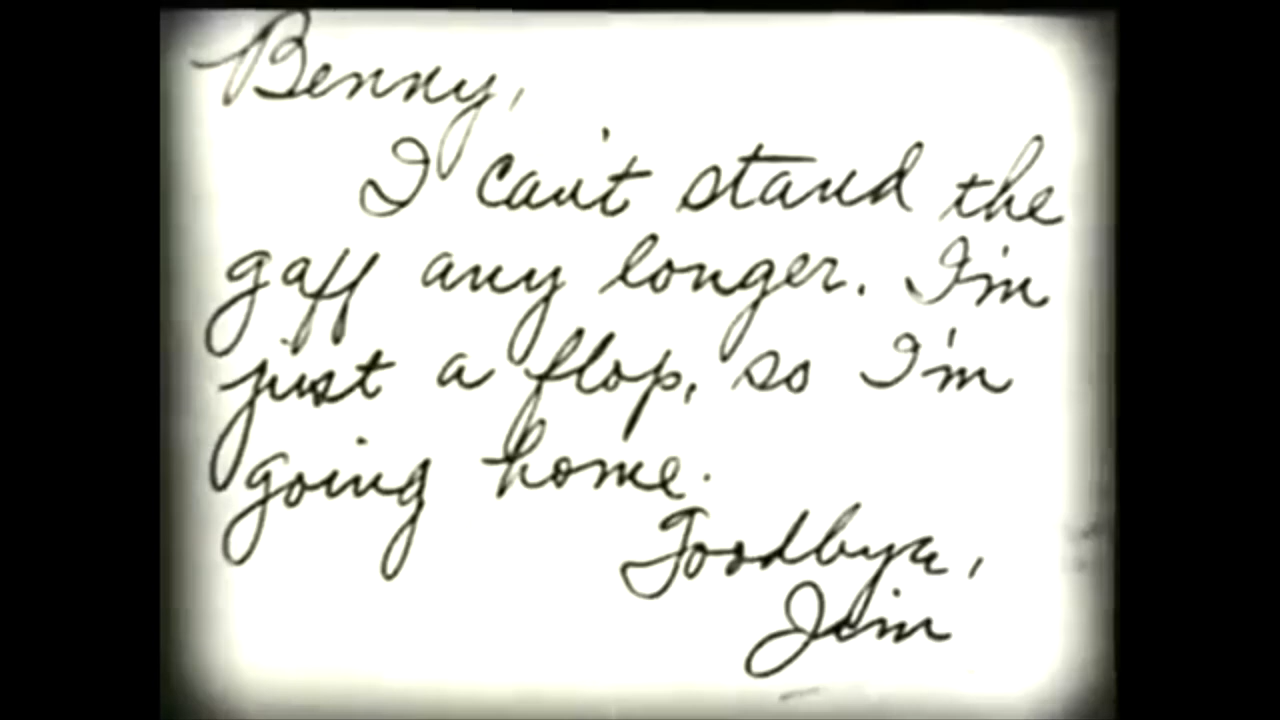 Benny,
I can't stand the
gaff any longer. I'm
just a flop, so I'm
going home.
Goodbye,
Jim